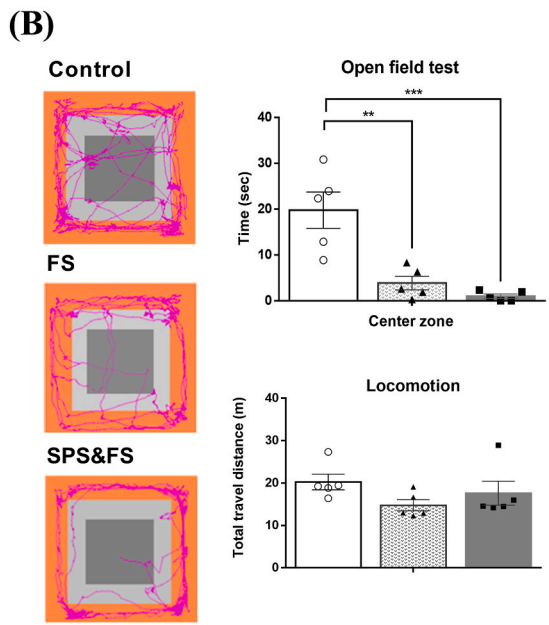 (B)
Control
FS
SPS&FS
Open field test
***
**
Time (sec)
40
30
20
10
0
Center zone
Locomotion
Total travel distance (m)
40
30
20
10
0